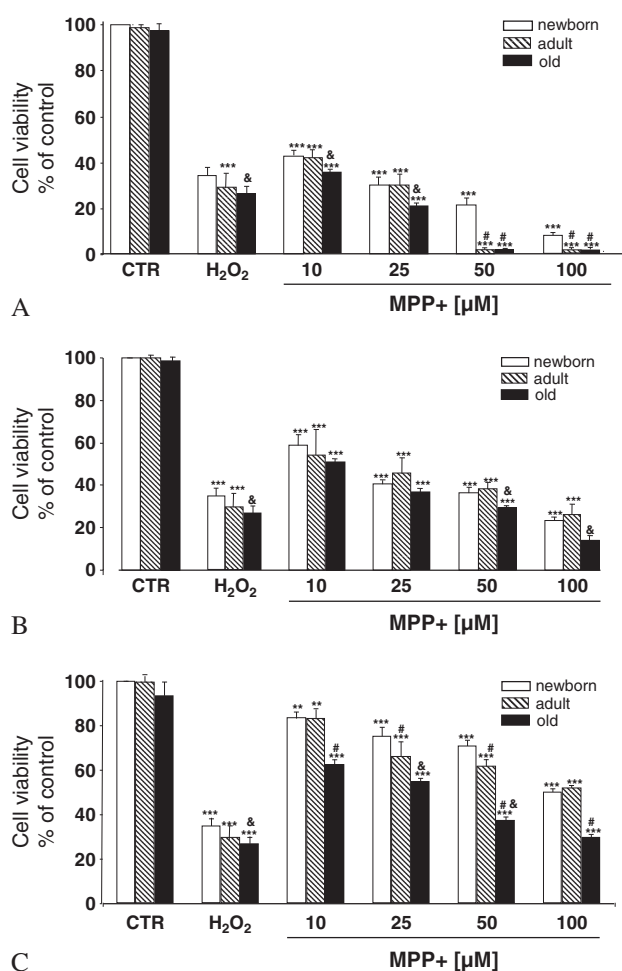 100
80
60
40
20
0
Cell viability
% of control
newborn
adult
old
*** & *** *** & *** *** *** & *** *** # *** # *** *** # *** # ***
CTR H₂O₂ 10 25 50 100
MPP+ [µM]
A
100
80
60
40
20
0
Cell viability
% of control
newborn
adult
old
*** *** & *** *** *** *** *** *** *** *** & *** *** *** &
CTR H₂O₂ 10 25 50 100
MPP+ [µM]
B
100
80
60
40
20
0
Cell viability
% of control
newborn
adult
old
*** *** & *** ** ** # *** *** # *** & *** *** # *** # & *** *** *** # ***
CTR H₂O₂ 10 25 50 100
MPP+ [µM]
C